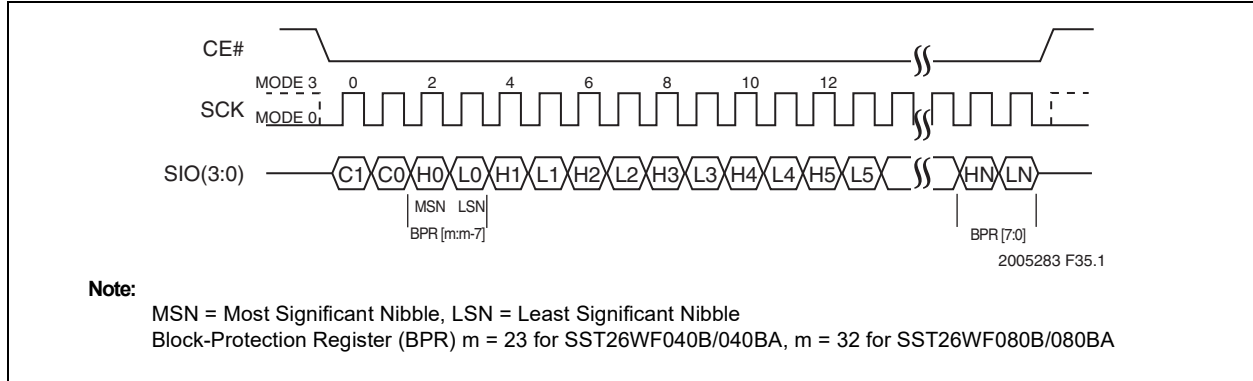 CE#
MODE 3 0 2 4 6 8 10 12
SCK
MODE 0
SIO(3:0) C1 C0 H0 L0 H1 L1 H2 L2 H3 L3 H4 L4 H5 L5 HN LN
MSN LSN
BPR [m:m-7] BPR [7:0]
2005283 F35.1
Note:
MSN = Most Significant Nibble, LSN = Least Significant Nibble
Block-Protection Register (BPR) m = 23 for SST26WF040B/040BA, m = 32 for SST26WF080B/080BA